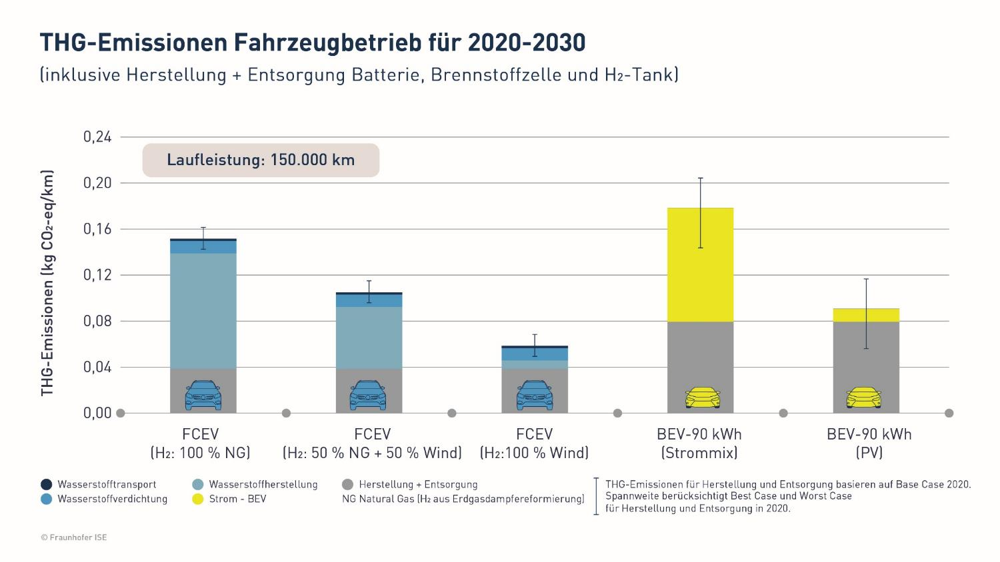 THG-Emissionen Fahrzeugbetrieb für 2020-2030
(inklusive Herstellung + Entsorgung Batterie, Brennstoffzelle und H₂-Tank)
THG-Emissionen (kg CO₂-eq/km)
0,24
Laufleistung: 150.000 km
0,20
0,16
0,12
0,08
0,04
0,00
FCEV
(H₂: 100 % NG)
FCEV
(H₂: 50 % NG + 50 % Wind)
FCEV
(H₂:100 % Wind)
BEV-90 kWh
(Strommix)
BEV-90 kWh
(PV)
Wasserstofftransport
Wasserstoffverdichtung
Wasserstoffherstellung
Strom - BEV
Herstellung + Entsorgung
NG Natural Gas (H₂ aus Erdgasdampfereformierung)
THG-Emissionen für Herstellung und Entsorgung basieren auf Base Case 2020.
Spannweite berücksichtigt Best Case und Worst Case
für Herstellung und Entsorgung in 2020.
© Fraunhofer ISE